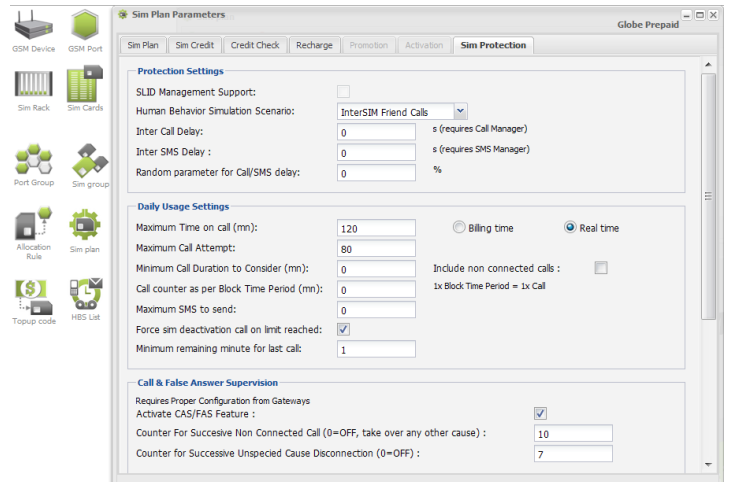 Sim Plan Parameters
Globe Prepaid
GSM Device
GSM Port
Sim Rack
Sim Cards
Port Group
Sim group
Allocation Rule
Sim plan
Topup code
HBS List
Sim Plan
Sim Credit
Credit Check
Recharge
Promotion
Activation
Sim Protection
Protection Settings
SLID Management Support:
Human Behavior Simulation Scenario: InterSIM Friend Calls
Inter Call Delay: 0 s (requires Call Manager)
Inter SMS Delay : 0 s (requires SMS Manager)
Random parameter for Call/SMS delay: 0 %
Daily Usage Settings
Maximum Time on call (mn): 120 Billing time Real time
Maximum Call Attempt: 80
Minimum Call Duration to Consider (mn): 0 Include non connected calls :
Call counter as per Block Time Period (mn): 0 1x Block Time Period = 1x Call
Maximum SMS to send: 0
Force sim deactivation call on limit reached:
Minimum remaining minute for last call: 1
Call & False Answer Supervision
Requires Proper Configuration from Gateways
Activate CAS/FAS Feature :
Counter For Succesive Non Connected Call (0=OFF, take over any other cause) : 10
Counter for Successive Unspecied Cause Disconnection (0=OFF) : 7